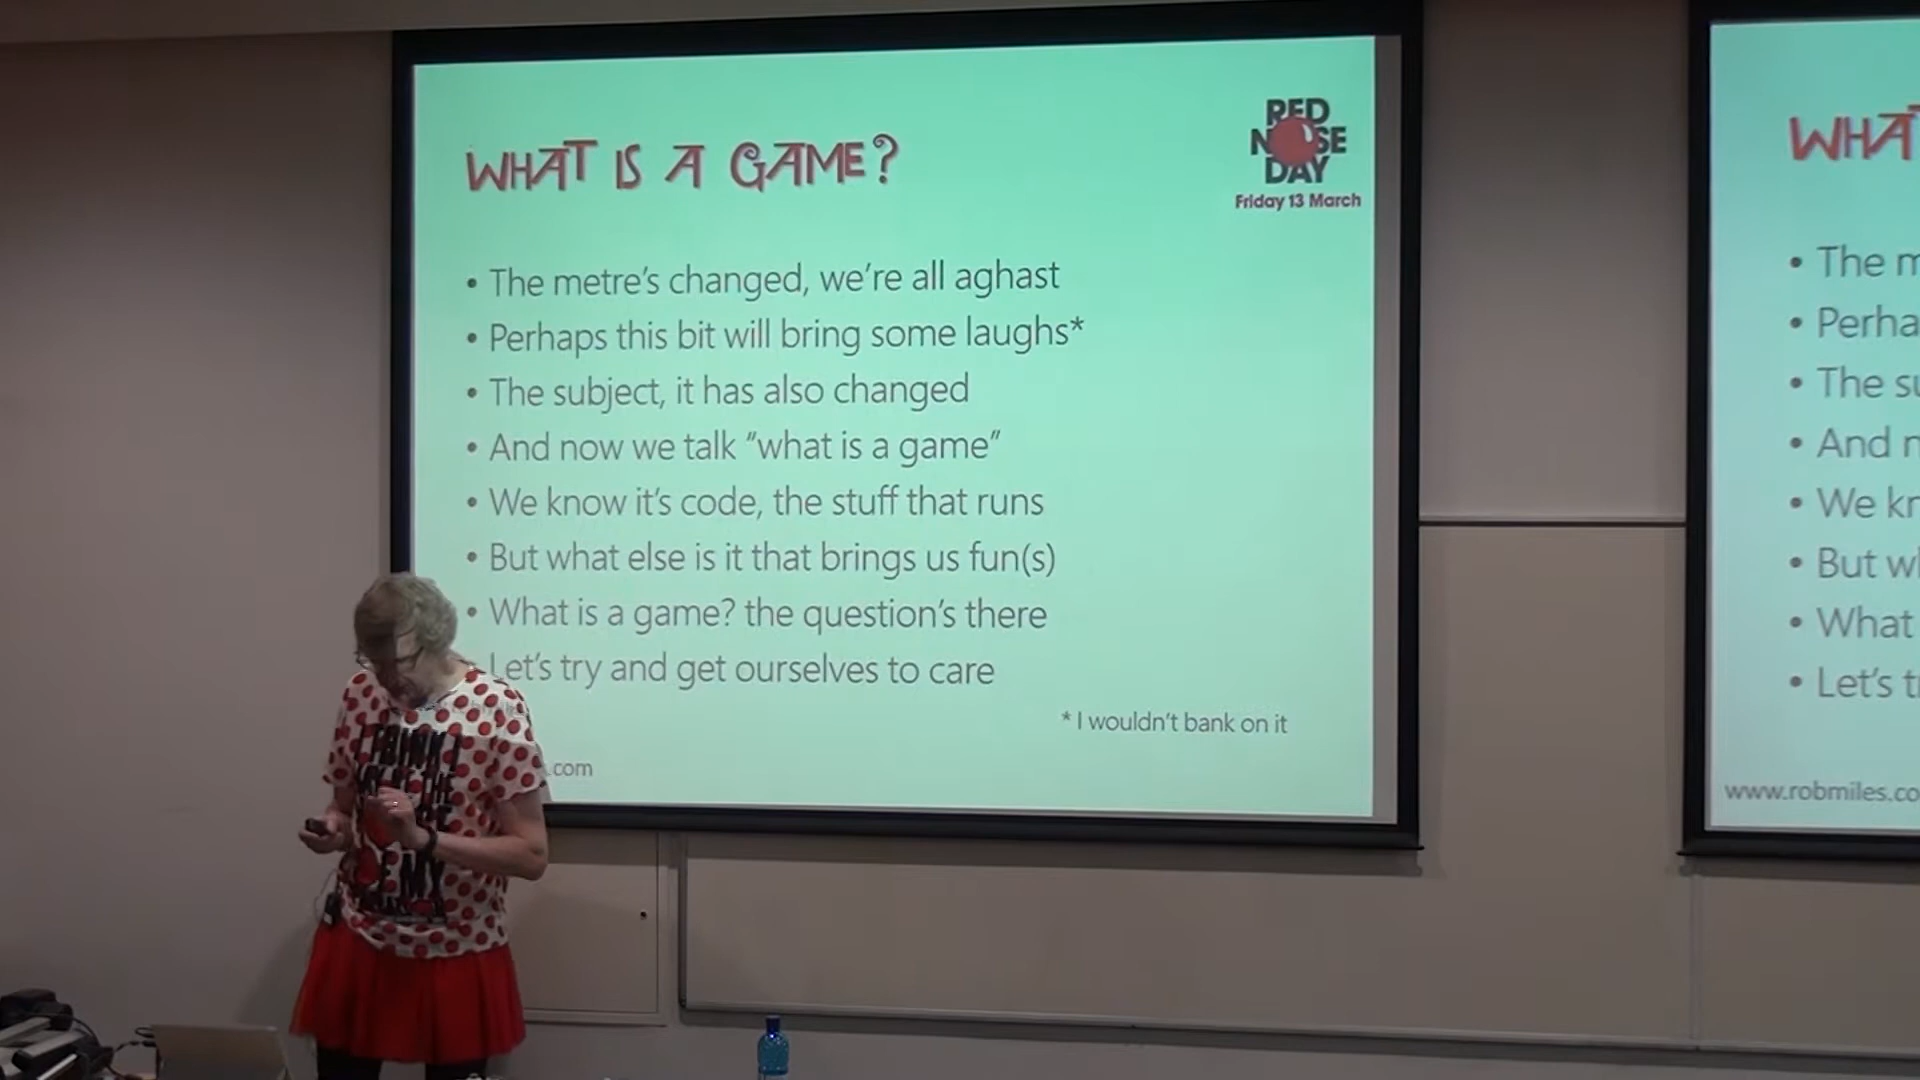 WHAT IS A GAME?
RED
NOSE
DAY
Friday 13 March
• The metre's changed, we're all aghast
• Perhaps this bit will bring some laughs*
• The subject, it has also changed
• And now we talk "what is a game"
• We know it's code, the stuff that runs
• But what else is it that brings us fun(s)
• What is a game? the question's there
Let's try and get ourselves to care
* I wouldn't bank on it
.com
I THINK I
WHA
• The m
• Perha
• The su
• And n
• We kn
• But wh
• What
• Let's t
www.robmiles.co